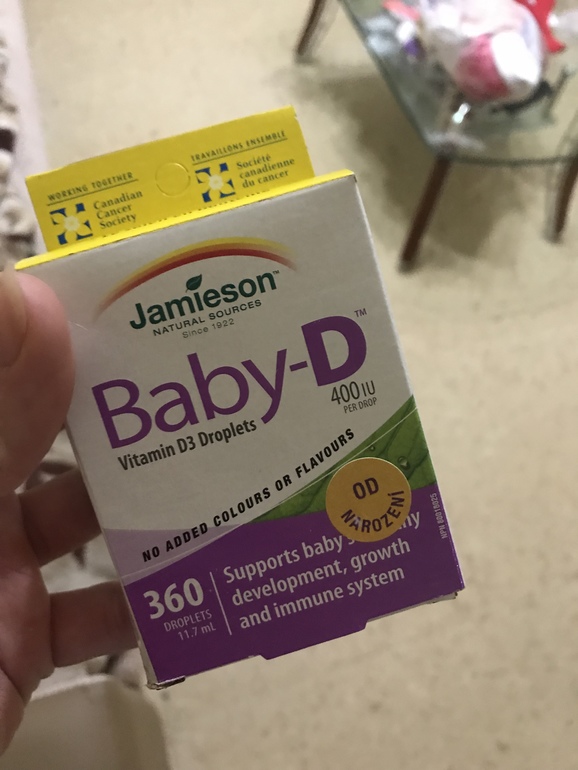 WORKING TOGETHER
TRAVAILLONS ENSEMBLE
Canadian
Cancer
Society
Société
canadienne
du cancer
Jamieson™
NATURAL SOURCES
Since 1922
Baby-D™
400 IU
PER DROP
Vitamin D3 Droplets
NO ADDED COLOURS OR FLAVOURS
OD
NAROZENÍ
360
DROPLETS
11.7 mL
Supports baby
development, growth
and immune system